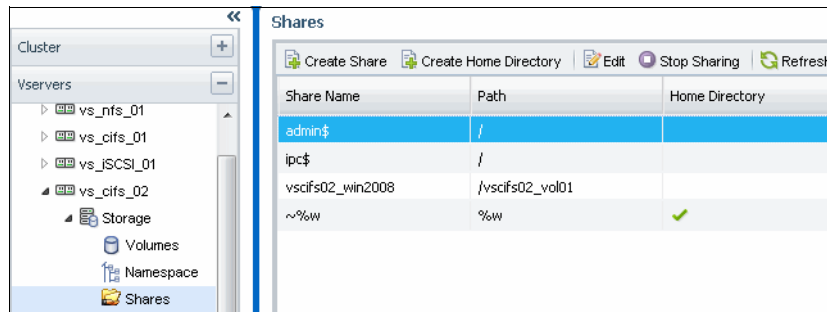 «
Cluster
+
Vservers
−
vs_nfs_01
vs_cifs_01
vs_iSCSI_01
vs_cifs_02
Storage
Volumes
Namespace
Shares
Shares
Create Share Create Home Directory Edit Stop Sharing Refresh
Share Name Path Home Directory
admin$ /
ipc$ /
vscifs02_win2008 /vscifs02_vol01
~%w %w